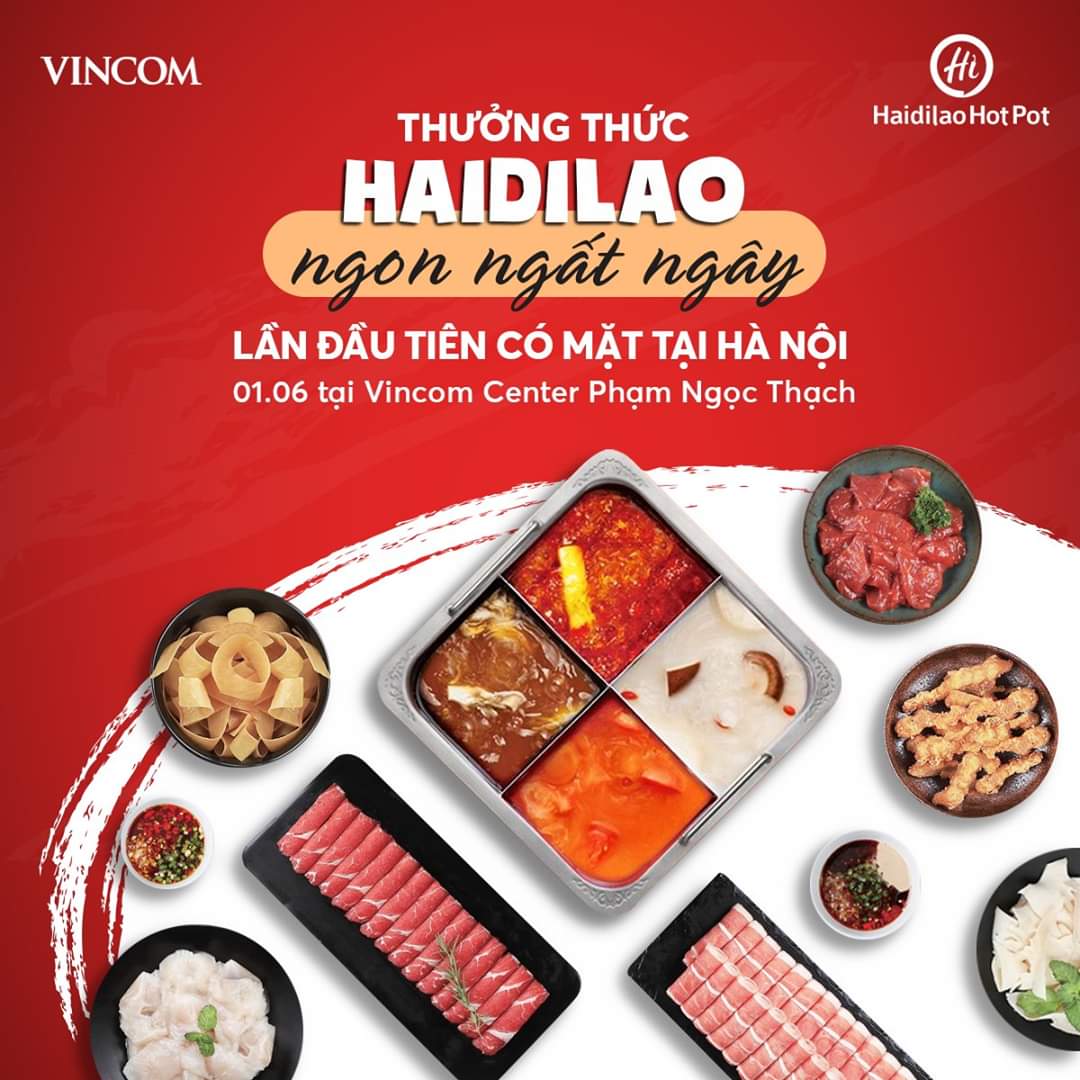 VINCOM
Hi
Haidilao Hot Pot
THƯỞNG THỨC
HAIDILAO
ngon ngất ngây
LẦN ĐẦU TIÊN CÓ MẶT TẠI HÀ NỘI
01.06 tại Vincom Center Phạm Ngọc Thạch